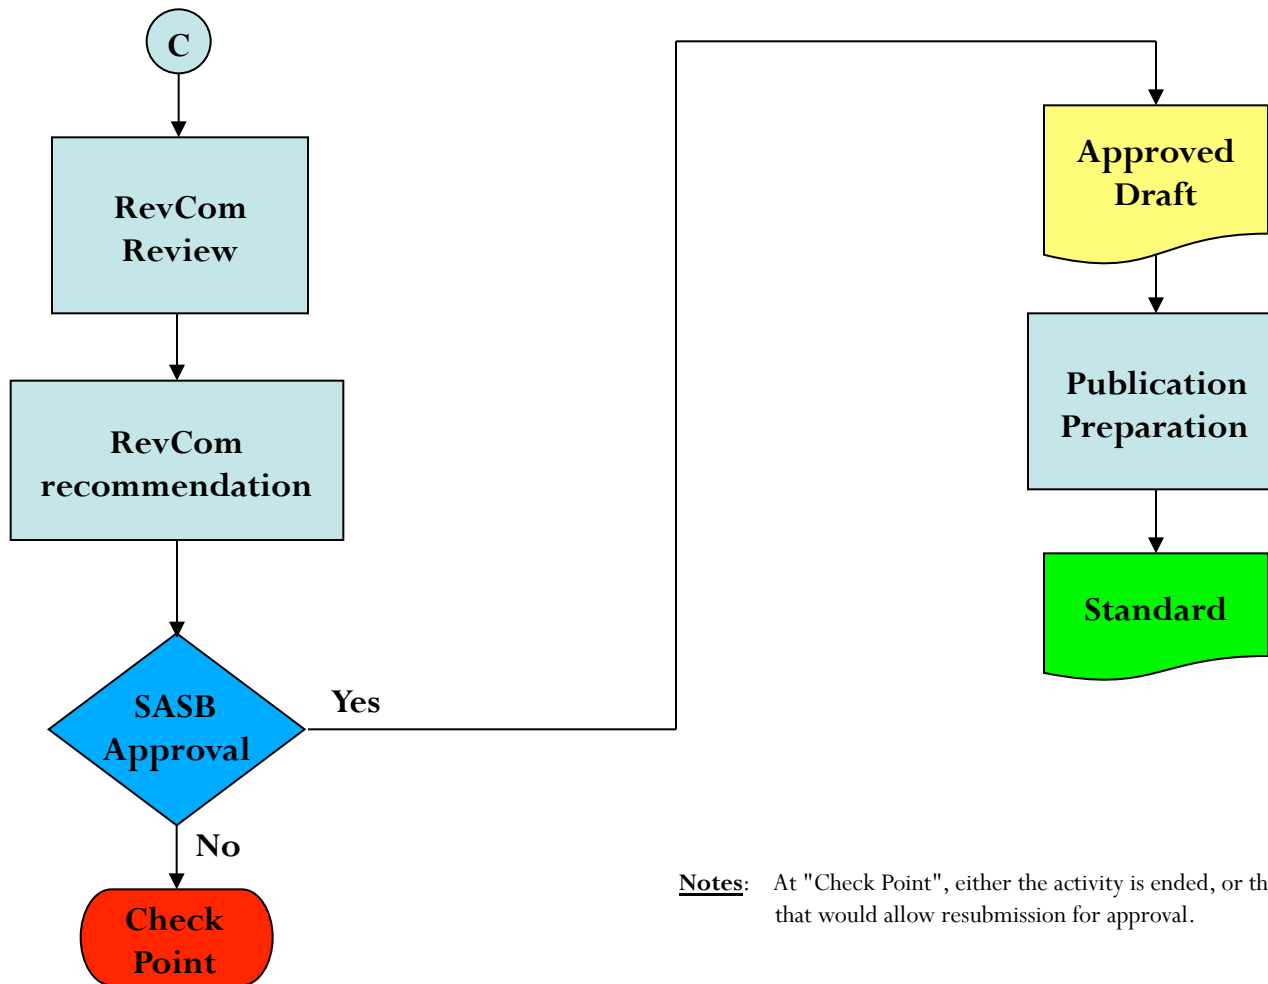 C
RevCom
Review
RevCom
recommendation
SASB
Approval
Yes
No
Check
Point
Approved
Draft
Publication
Preparation
Standard
Notes: At "Check Point", either the activity is ended, or th
that would allow resubmission for approval.